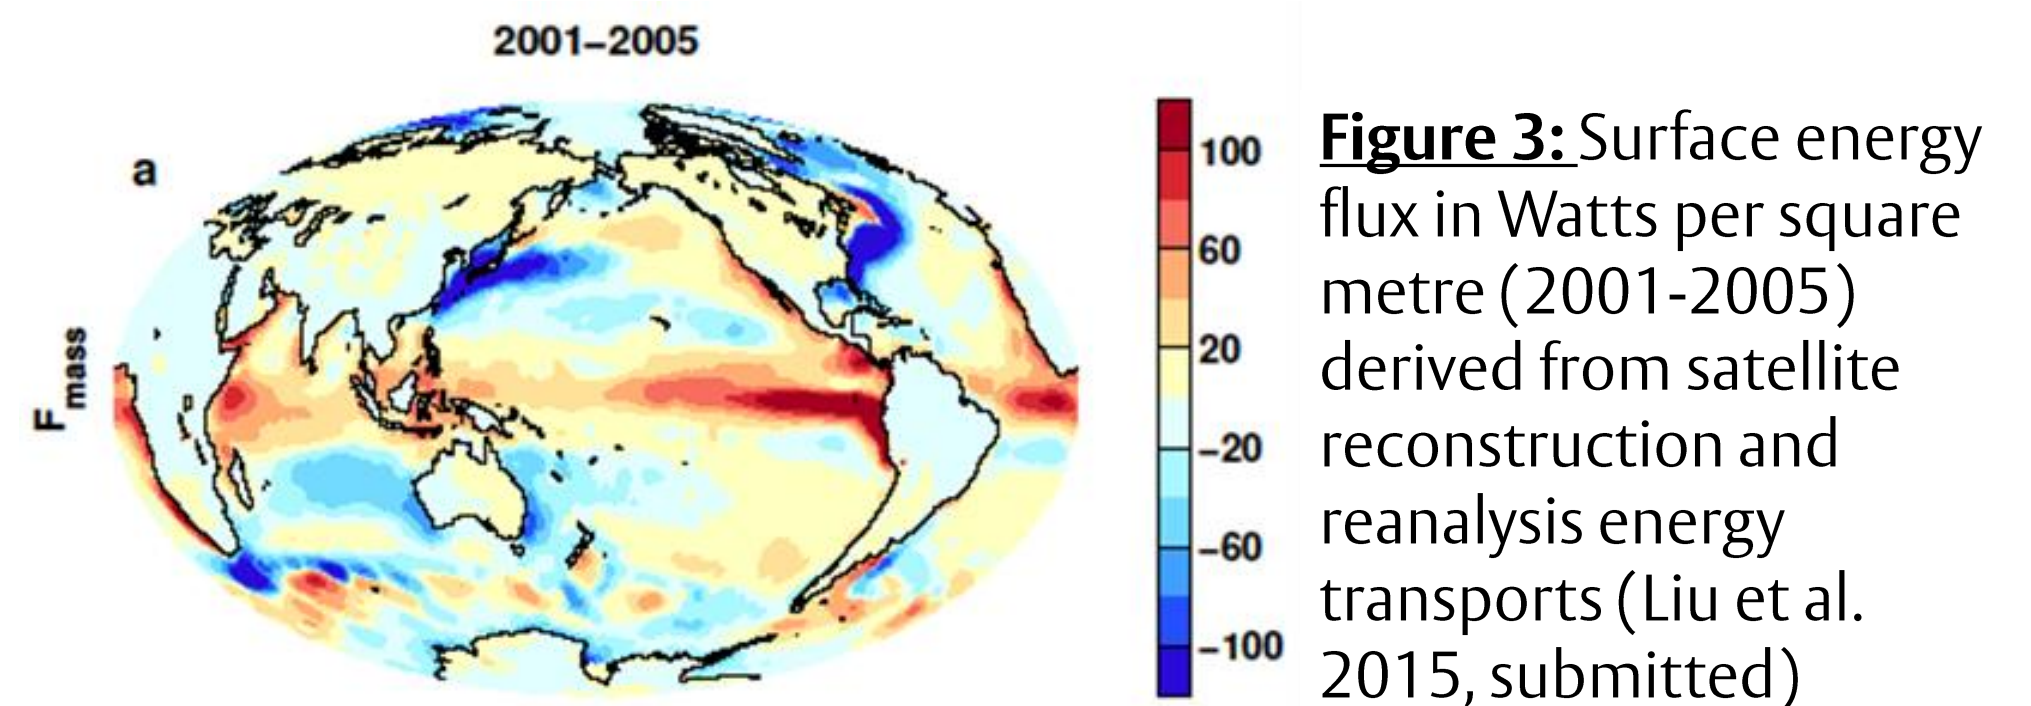 2001−2005
a
F mass
100
60
20
−20
−60
−100
Figure 3: Surface energy
flux in Watts per square
metre (2001-2005)
derived from satellite
reconstruction and
reanalysis energy
transports (Liu et al.
2015, submitted)